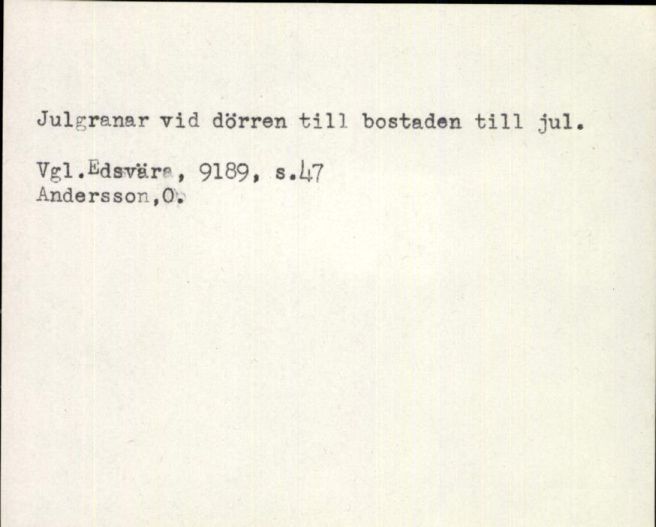 Julgranar vid dörren till bostaden till jul.
Vgl.Edsvära, 9189, s.47
Andersson,O.